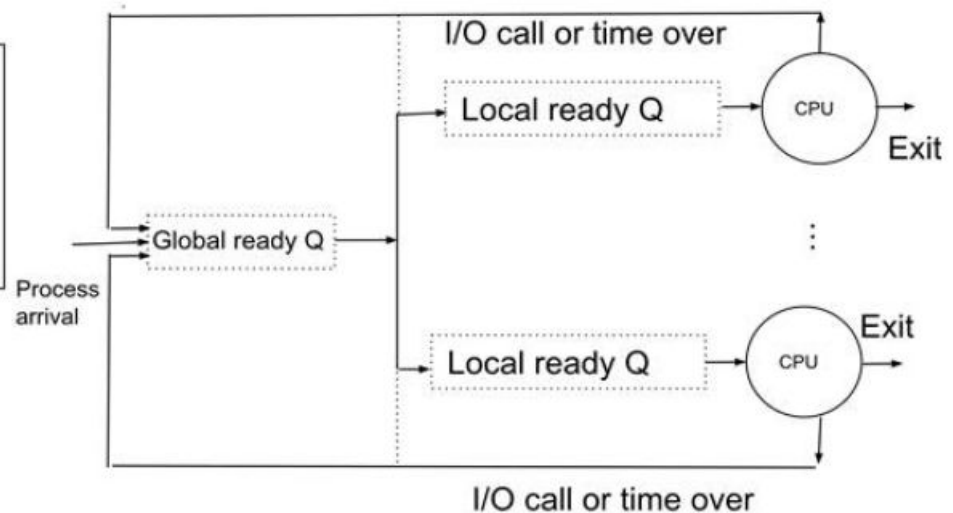 I/O call or time over
Local ready Q
CPU
Exit
Global ready Q
Process
arrival
Exit
Local ready Q
CPU
I/O call or time over